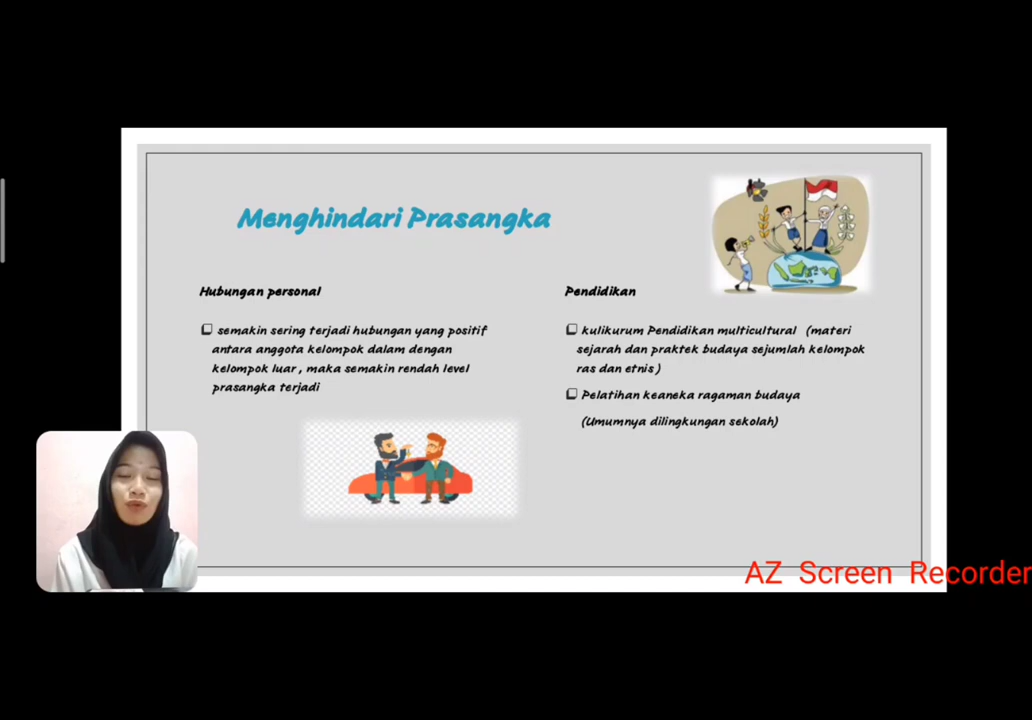 Menghindari Prasangka
Hubungan personal
semakin sering terjadi hubungan yang positif
antara anggota kelompok dalam dengan
kelompok luar, maka semakin rendah level
prasangka terjadi
Pendidikan
kulikurum Pendidikan multicultural (materi
sejarah dan praktek budaya sejumlah kelompok
ras dan etnis)
Pelatihan keaneka ragaman budaya
(Umumnya dilingkungan sekolah)
AZ Screen Recorder